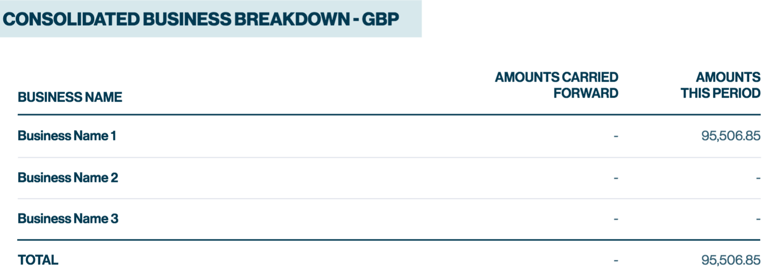 CONSOLIDATED BUSINESS BREAKDOWN - GBP
BUSINESS NAME AMOUNTS CARRIED FORWARD AMOUNTS THIS PERIOD
Business Name 1 - 95,506.85
Business Name 2 - -
Business Name 3 - -
TOTAL - 95,506.85